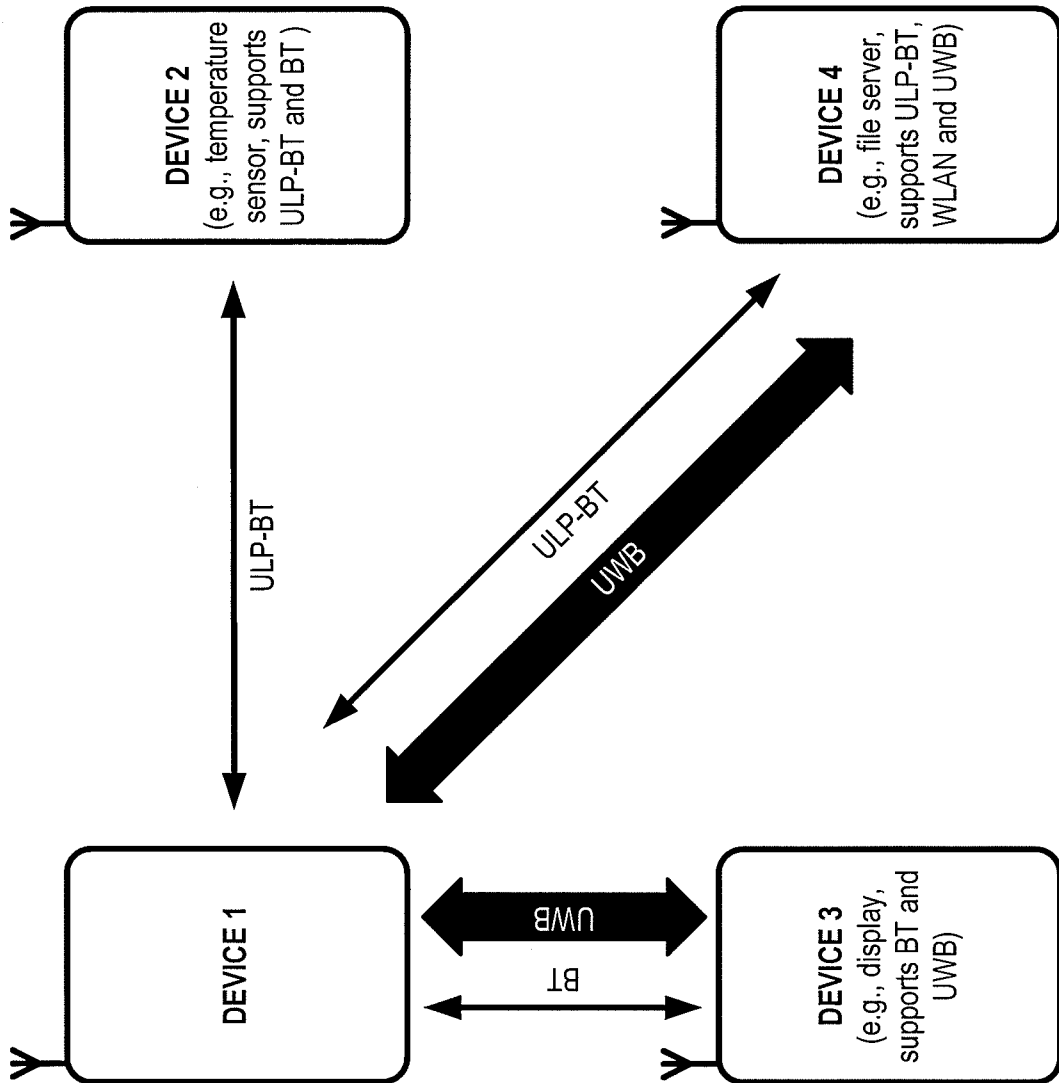 DEVICE 1
DEVICE 2
(e.g., temperature
sensor, supports
ULP-BT and BT )
ULP-BT
BT
UWB
ULP-BT
UWB
DEVICE 3
(e.g., display,
supports BT and
UWB)
DEVICE 4
(e.g., file server,
supports ULP-BT,
WLAN and UWB)